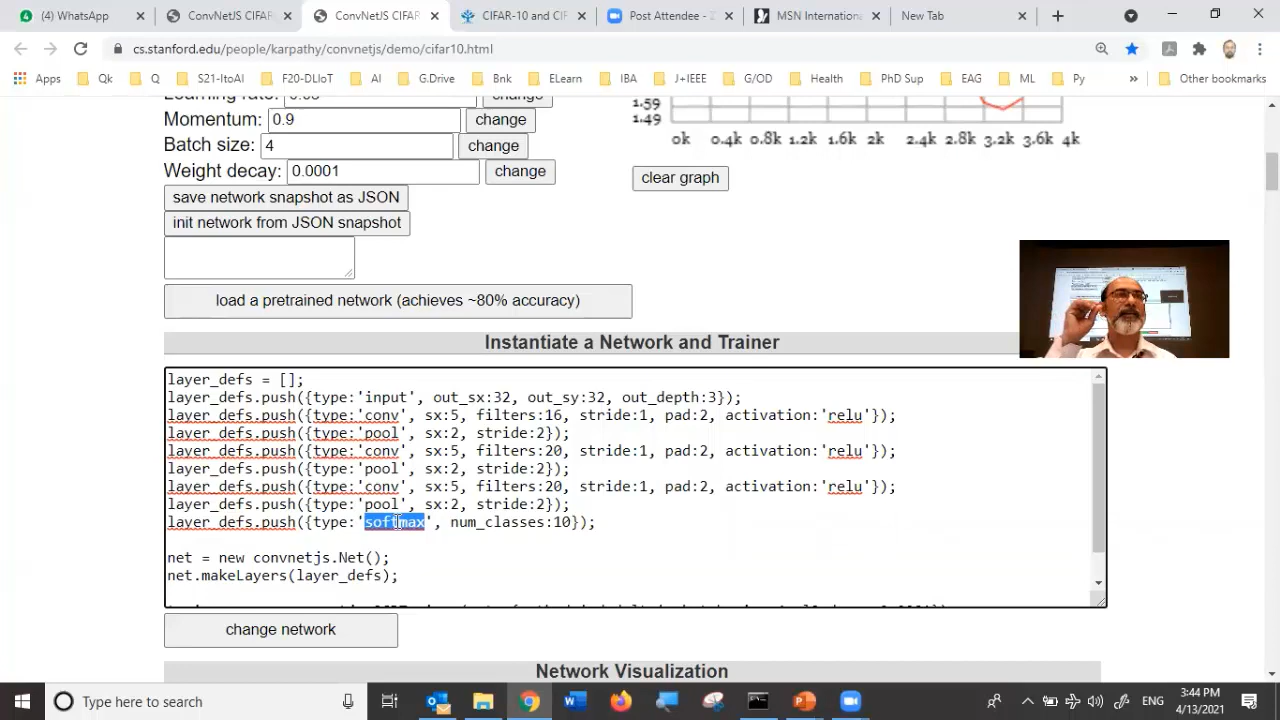 (4) WhatsApp
ConvNetJS CIFAR
ConvNetJS CIFAR
CIFAR-10 and CIF
Post Attendee - Z
MSN Internationa
New Tab
cs.stanford.edu/people/karpathy/convnetjs/demo/cifar10.html
Apps Qk Q S21-ItoAI F20-DLIoT AI G.Drive Bnk ELearn IBA J+IEEE G/OD Health PhD Sup EAG ML Py » Other bookmarks
Learning rate: change
Momentum: 0.9 change
Batch size: 4 change
Weight decay: 0.0001 change
save network snapshot as JSON
init network from JSON snapshot
load a pretrained network (achieves ~80% accuracy)
1.59
1.49
0k 0.4k 0.8k 1.2k 1.6k 2k 2.4k 2.8k 3.2k 3.6k 4k
clear graph
Instantiate a Network and Trainer
layer_defs = [];
layer_defs.push({type:'input', out_sx:32, out_sy:32, out_depth:3});
layer_defs.push({type:'conv', sx:5, filters:16, stride:1, pad:2, activation:'relu'});
layer_defs.push({type:'pool', sx:2, stride:2});
layer_defs.push({type:'conv', sx:5, filters:20, stride:1, pad:2, activation:'relu'});
layer_defs.push({type:'pool', sx:2, stride:2});
layer_defs.push({type:'conv', sx:5, filters:20, stride:1, pad:2, activation:'relu'});
layer_defs.push({type:'pool', sx:2, stride:2});
layer_defs.push({type:'softmax', num_classes:10});
net = new convnetjs.Net();
net.makeLayers(layer_defs);
change network
Network Visualization
Type here to search
ENG
3:44 PM
4/13/2021